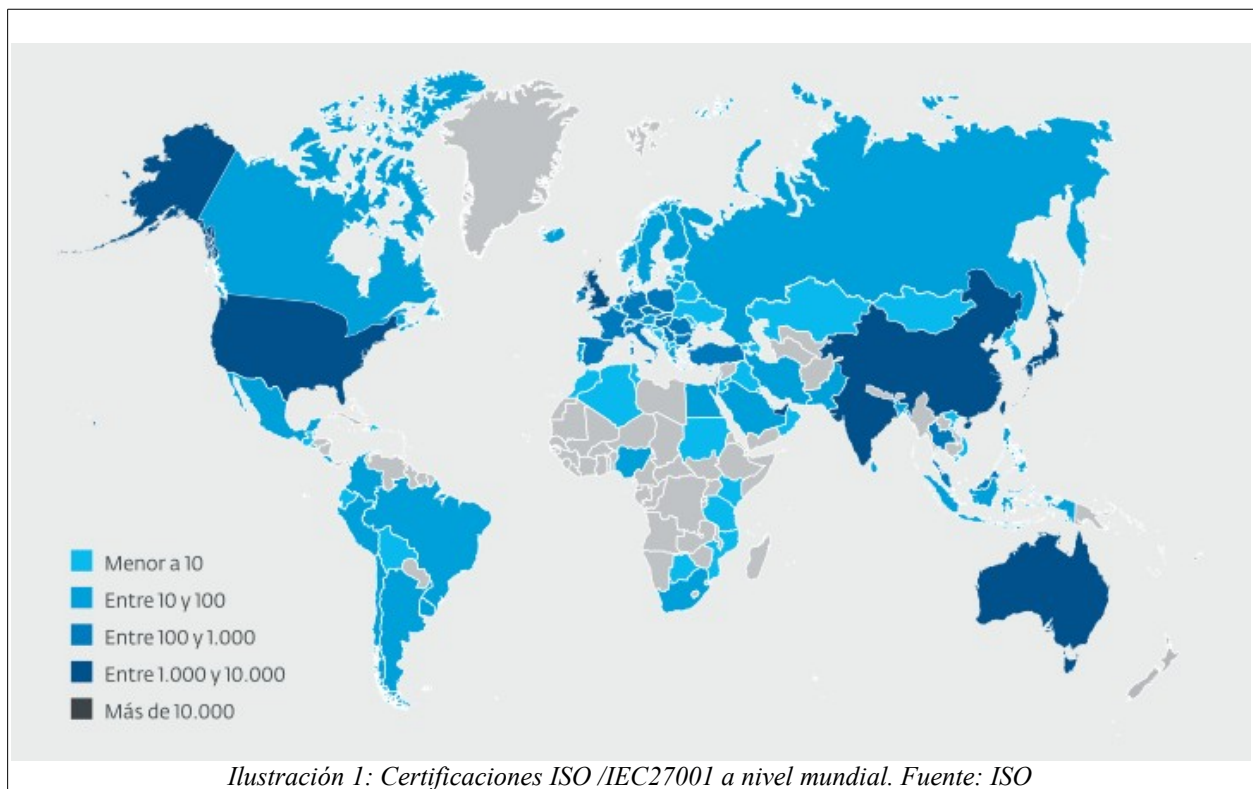 Menor a 10
Entre 10 y 100
Entre 100 y 1.000
Entre 1.000 y 10.000
Más de 10.000
Ilustración 1: Certificaciones ISO /IEC27001 a nivel mundial. Fuente: ISO